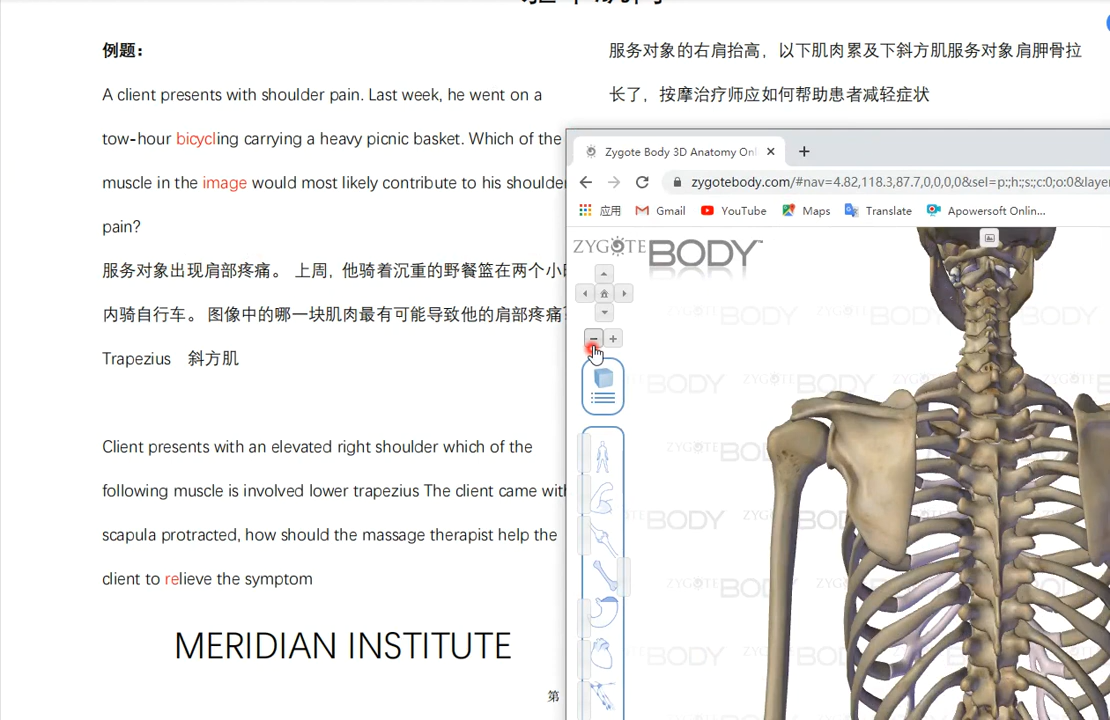 例题：
A client presents with shoulder pain. Last week, he went on a
tow-hour bicycling carrying a heavy picnic basket. Which of the
muscle in the image would most likely contribute to his shoulder
pain?
服务对象出现肩部疼痛。 上周, 他骑着沉重的野餐篮在两个小
内骑自行车。 图像中的哪一块肌肉最有可能导致他的肩部疼痛?
Trapezius 斜方肌
Client presents with an elevated right shoulder which of the
following muscle is involved lower trapezius The client came with
scapula protracted, how should the massage therapist help the
client to relieve the symptom
MERIDIAN INSTITUTE
第
服务对象的右肩抬高，以下肌肉累及下斜方肌服务对象肩胛骨拉
长了，按摩治疗师应如何帮助患者减轻症状
Zygote Body 3D Anatomy Onl
zygotebody.com/#nav=4.82,118.3,87.7,0,0,0,0&sel=p:;h:;s:;c:0;o:0&layer
应用 Gmail YouTube Maps Translate Apowersoft Onlin...
ZYGOTE BODY™